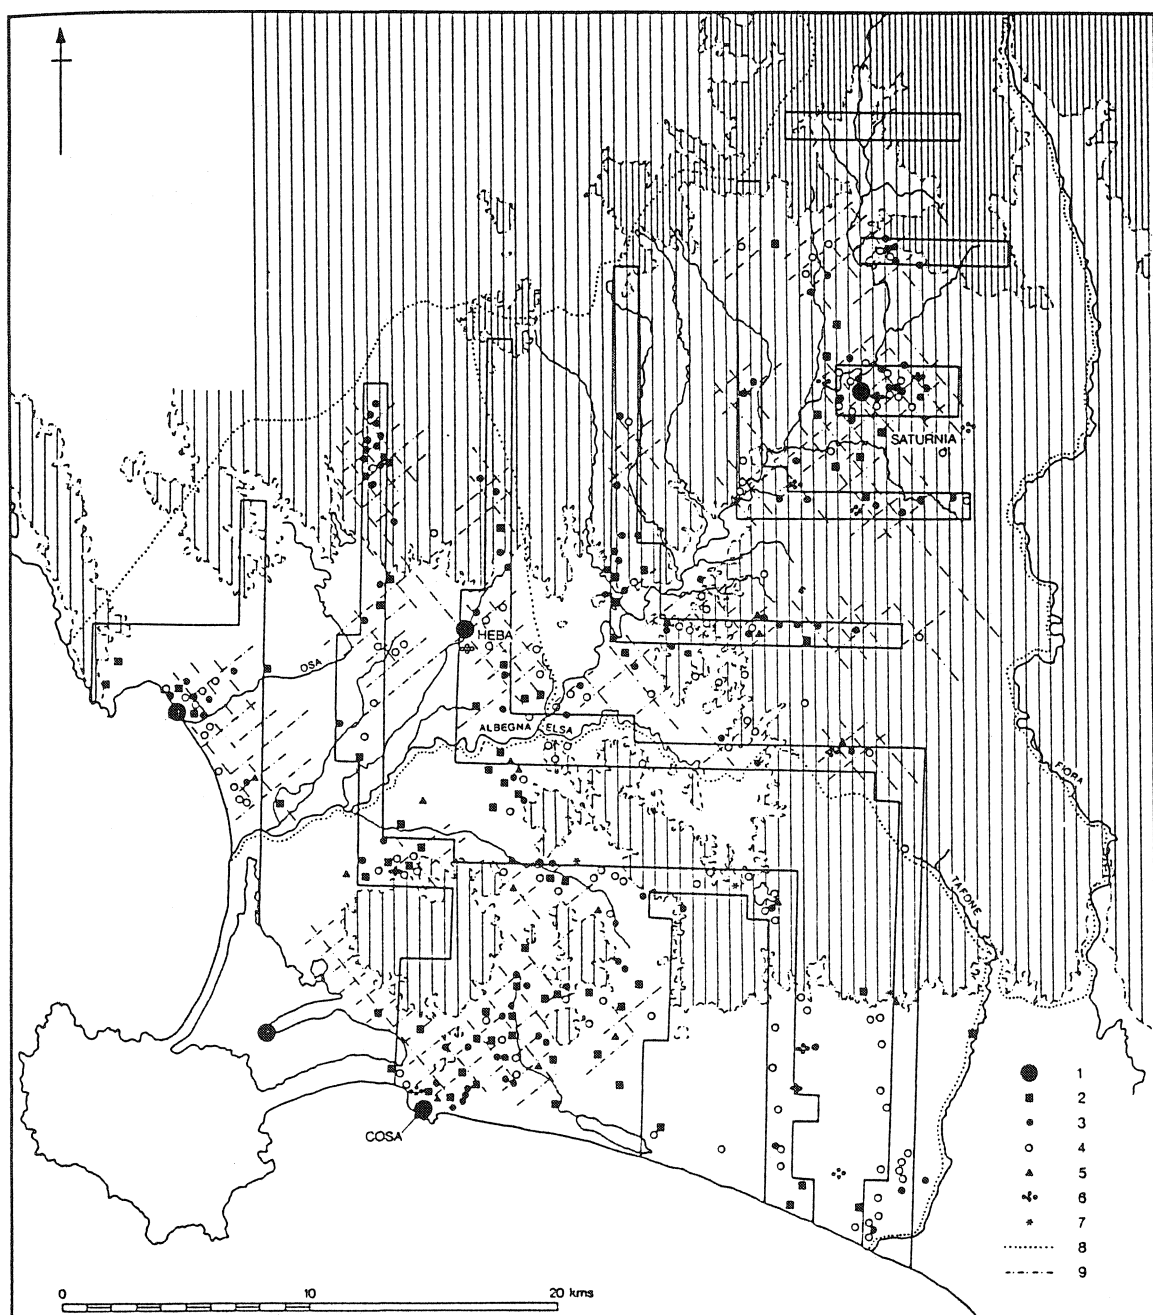 SATURNIA
HEBA
OSA
ALBEGNA
ELSA
FIORA
TAFONE
COSA
1
2
3
4
5
6
7
8
9
0 10 20 kms